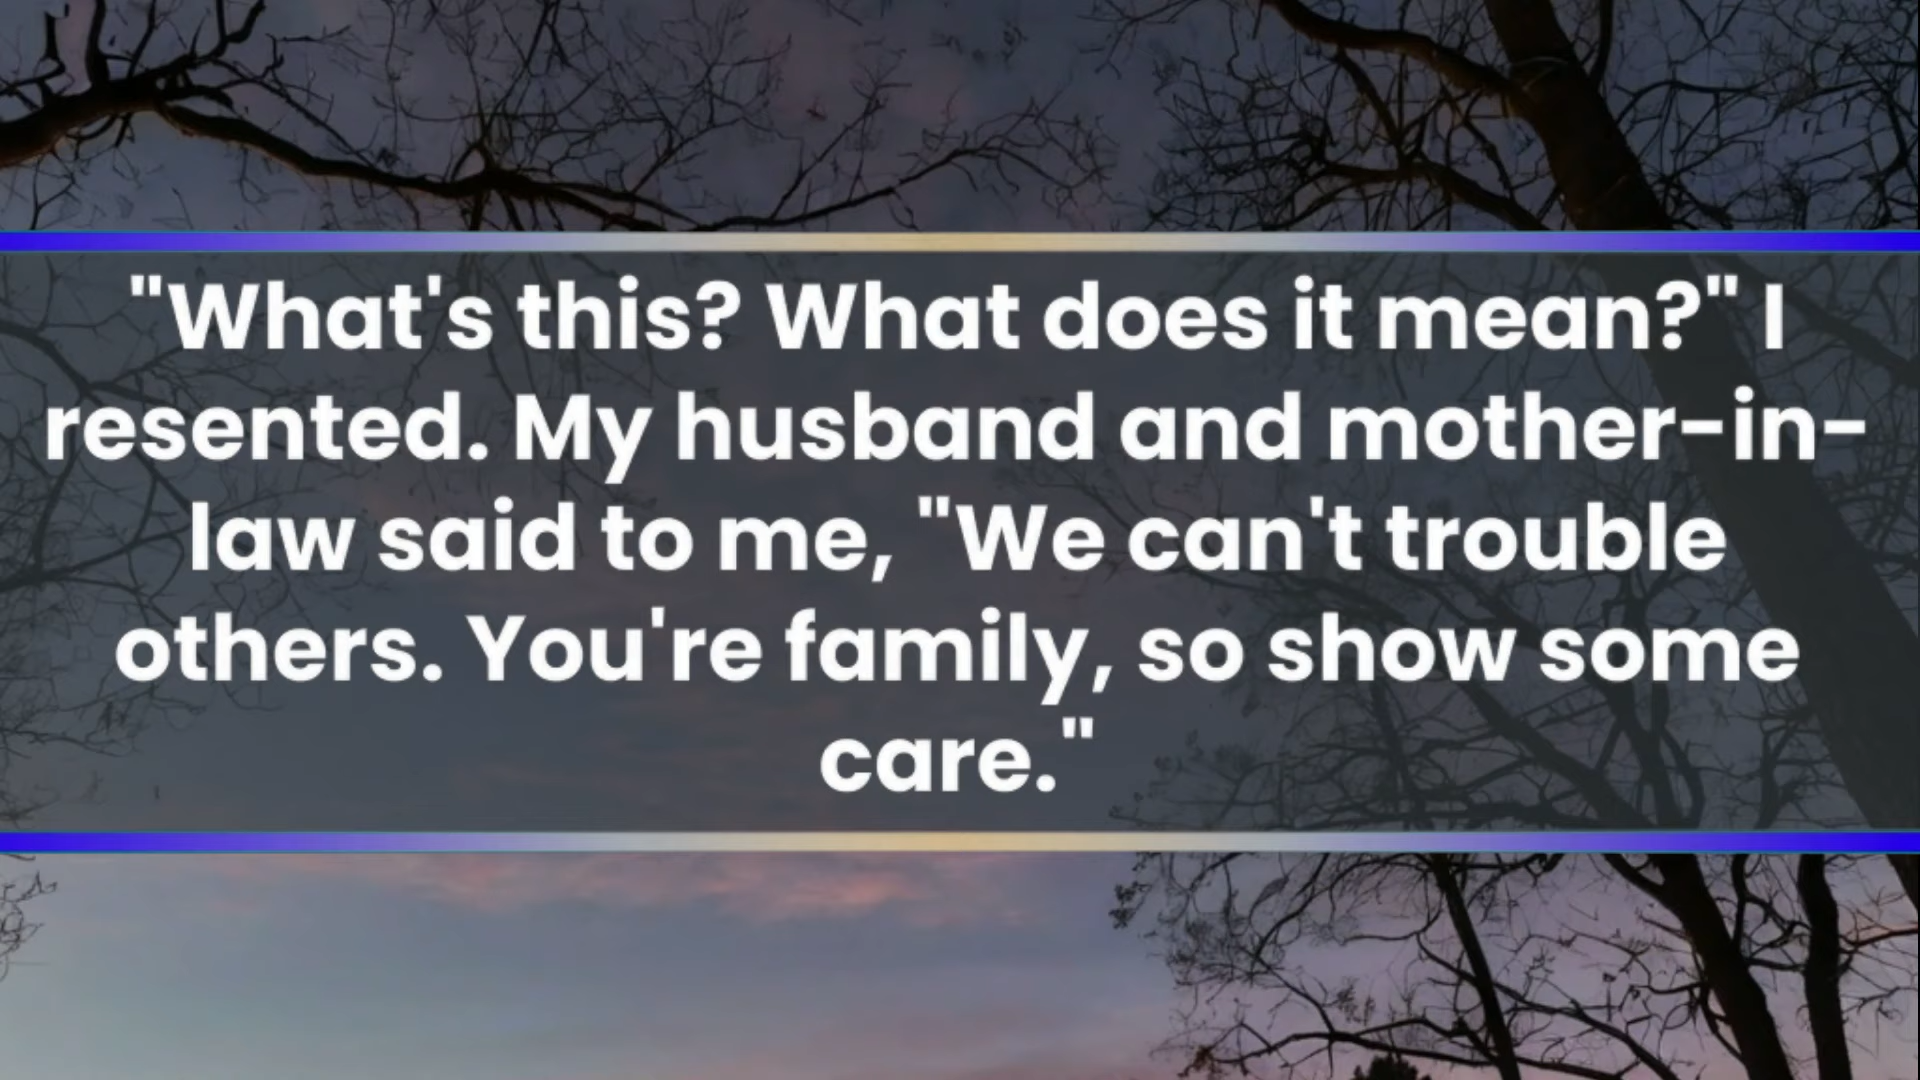 "What's this? What does it mean?" I
resented. My husband and mother-in-
law said to me, "We can't trouble
others. You're family, so show some
care."